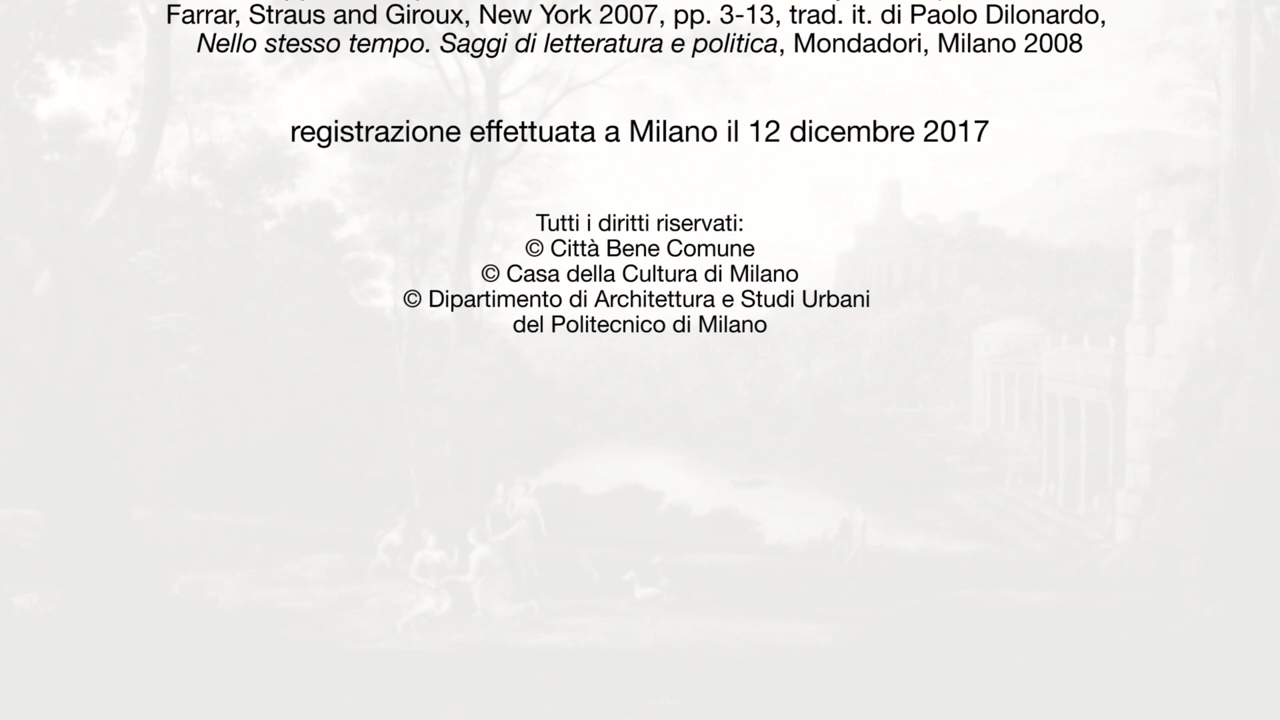 Farrar, Straus and Giroux, New York 2007, pp. 3-13, trad. it. di Paolo Dilonardo,
Nello stesso tempo. Saggi di letteratura e politica, Mondadori, Milano 2008
registrazione effettuata a Milano il 12 dicembre 2017
Tutti i diritti riservati:
© Città Bene Comune
© Casa della Cultura di Milano
© Dipartimento di Architettura e Studi Urbani
del Politecnico di Milano